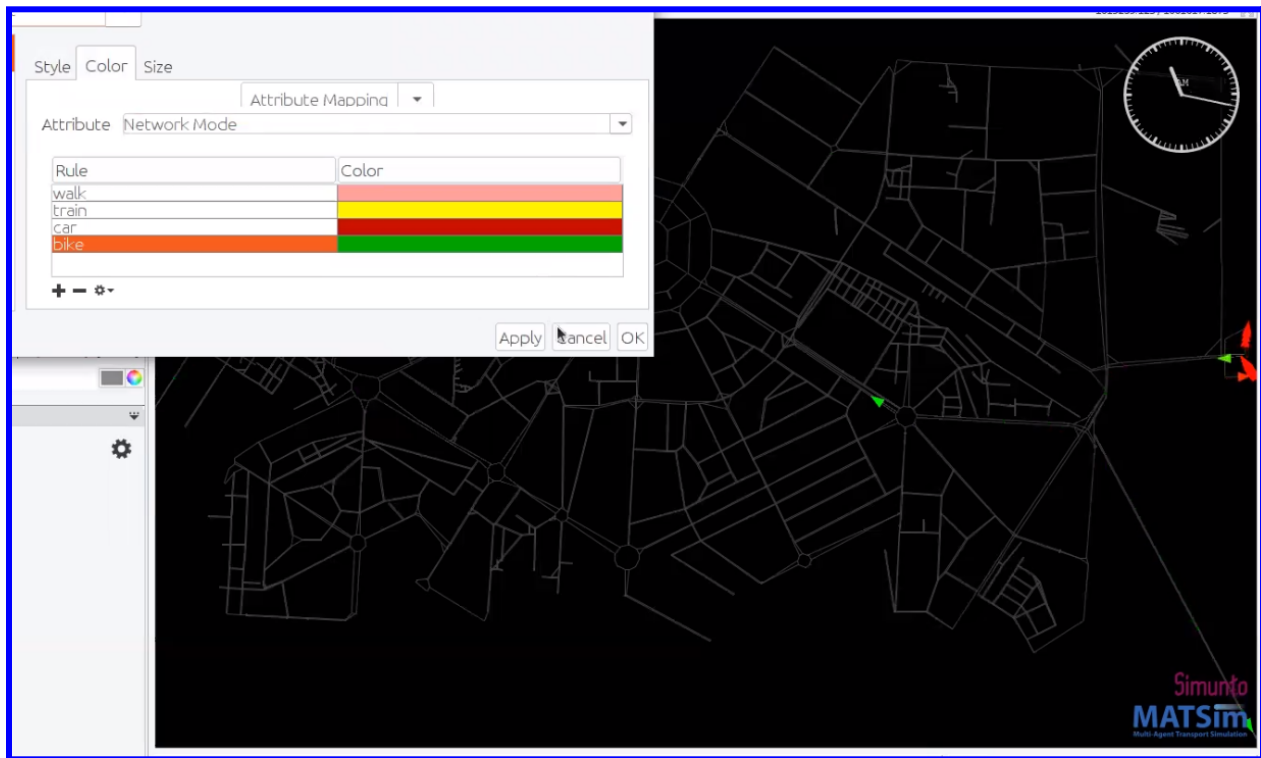 Style Color Size
Attribute Mapping
Attribute Network Mode
Rule Color
walk
train
car
bike
Apply Cancel OK
Simunto
MATSim
Multi-Agent Transport Simulation